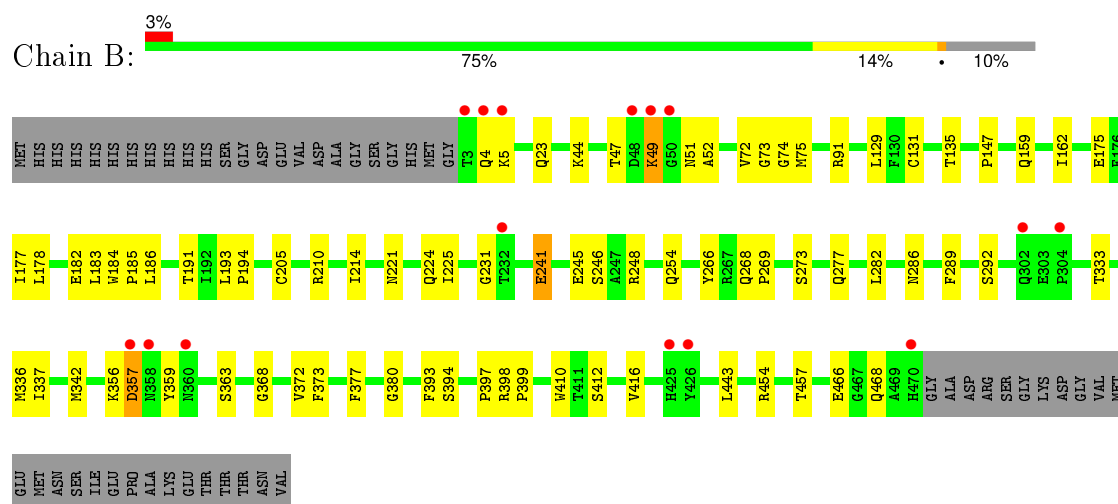 3%
Chain B:
75% 14% • 10%
MET HIS HIS HIS HIS HIS HIS HIS HIS HIS HIS SER GLY ASP GLU VAL ASP ALA GLY SER GLY HIS MET GLY T3 Q4 K5 Q23 K44 T47 D48 K49 G50 N51 A52 V72 G73 G74 M75 R91 L129 F130 C131 T135 P147 Q159 I162 E175 F176
I177 L178 E182 L183 W184 P185 L186 T191 I192 L193 P194 C205 R210 I214 N221 Q224 I225 G231 T232 E241 E245 S246 A247 R248 Q254 Y266 R267 Q268 P269 S273 Q277 L282 N286 F289 S292 Q302 E303 P304 T333
M336 I337 M342 K356 D357 N358 Y359 N360 S363 G368 V372 F373 F377 G380 F393 S394 P397 R398 P399 W410 T411 S412 V416 H425 Y426 L443 R454 T457 E466 G467 Q468 A469 H470 GLY ALA ASP ARG SER GLY LYS ASP GLY VAL MET
GLU MET ASN SER ILE GLU PRO ALA LYS GLU THR THR THR ASN VAL